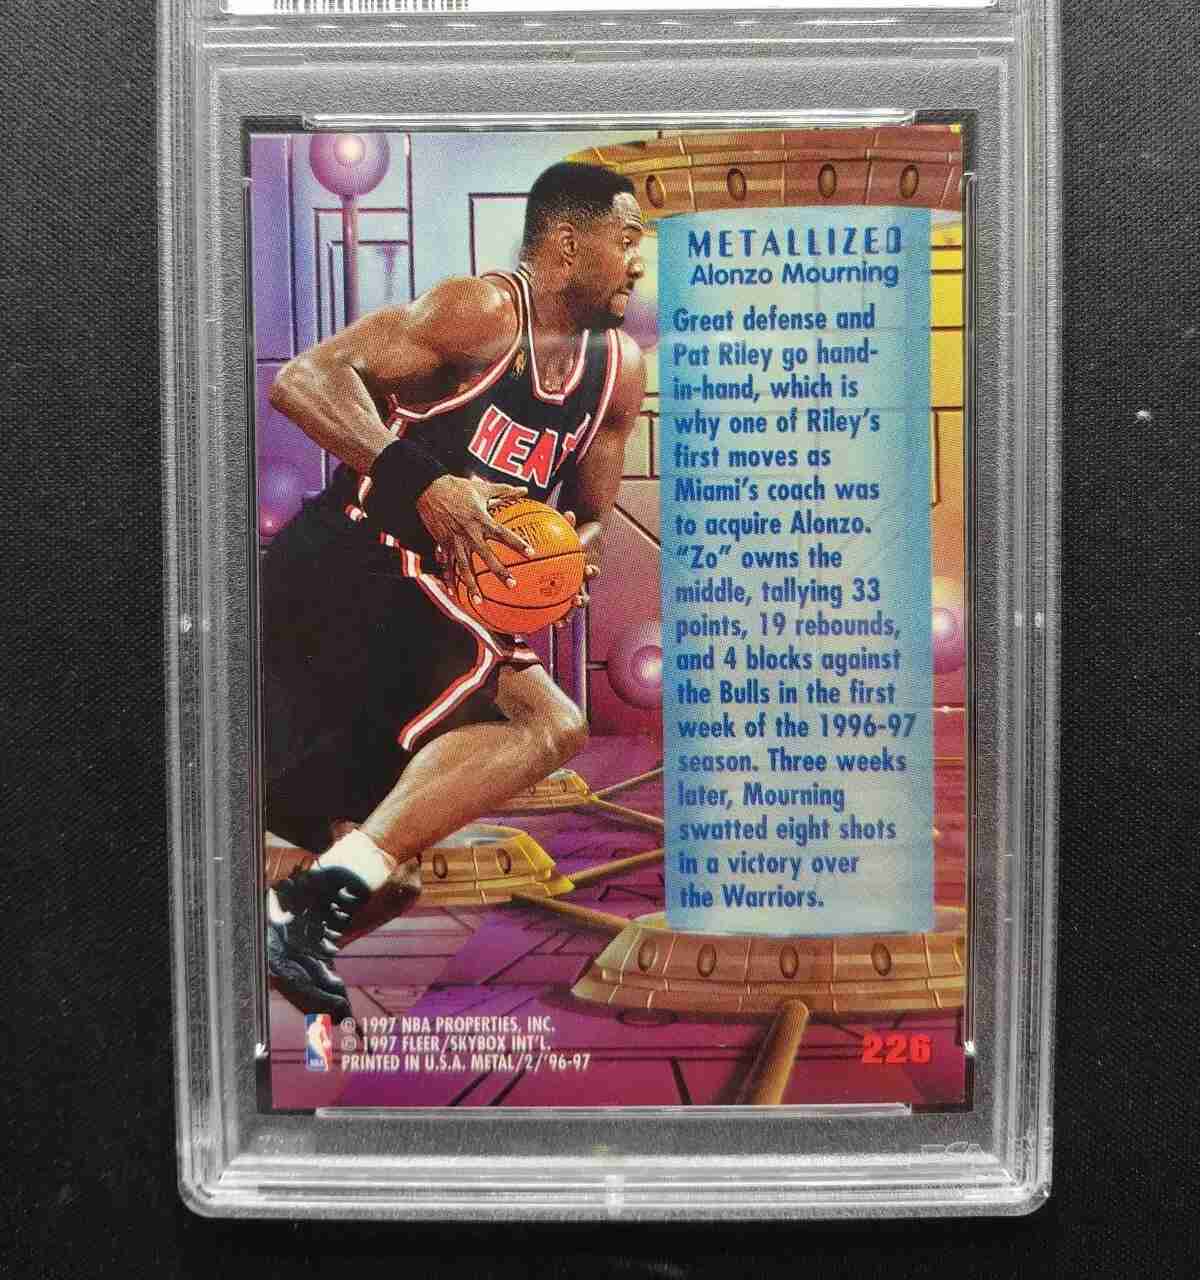 METALLIZED
Alonzo Mourning
Great defense and
Pat Riley go hand-
in-hand, which is
why one of Riley's
first moves as
Miami's coach was
to acquire Alonzo.
"Zo" owns the
middle, tallying 33
points, 19 rebounds,
and 4 blocks against
the Bulls in the first
week of the 1996-97
season. Three weeks
later, Mourning
swatted eight shots
in a victory over
the Warriors.
HEAT
© 1997 NBA PROPERTIES, INC.
© 1997 FLEER/SKYBOX INT'L.
PRINTED IN U.S.A. METAL/2/'96-97
226